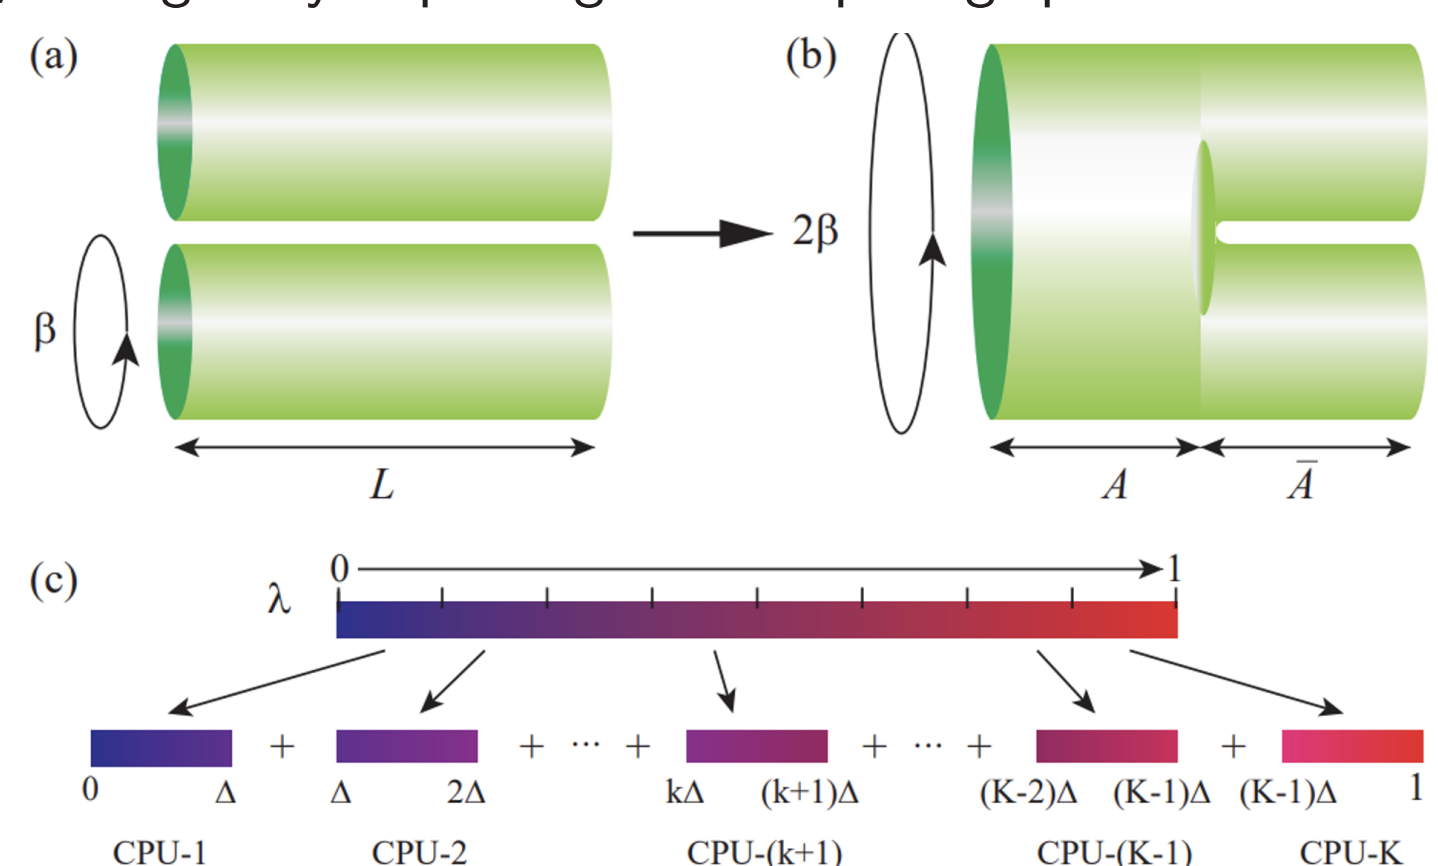 (a)
(b)
β
2β
L
A
Ā
(c)
λ
0
1
0 Δ + Δ 2Δ + ... + kΔ (k+1)Δ + ... + (K-2)Δ (K-1)Δ + (K-1)Δ 1
CPU-1 CPU-2 CPU-(k+1) CPU-(K-1) CPU-K